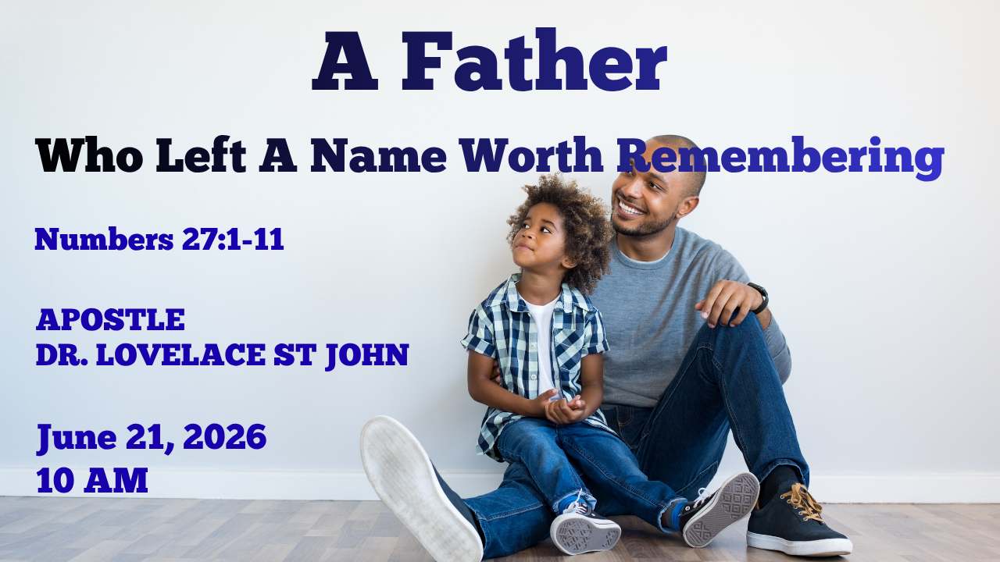 A Father
Who Left A Name Worth Remembering
Numbers 27:1-11
APOSTLE
DR. LOVELACE ST JOHN
June 21, 2026
10 AM